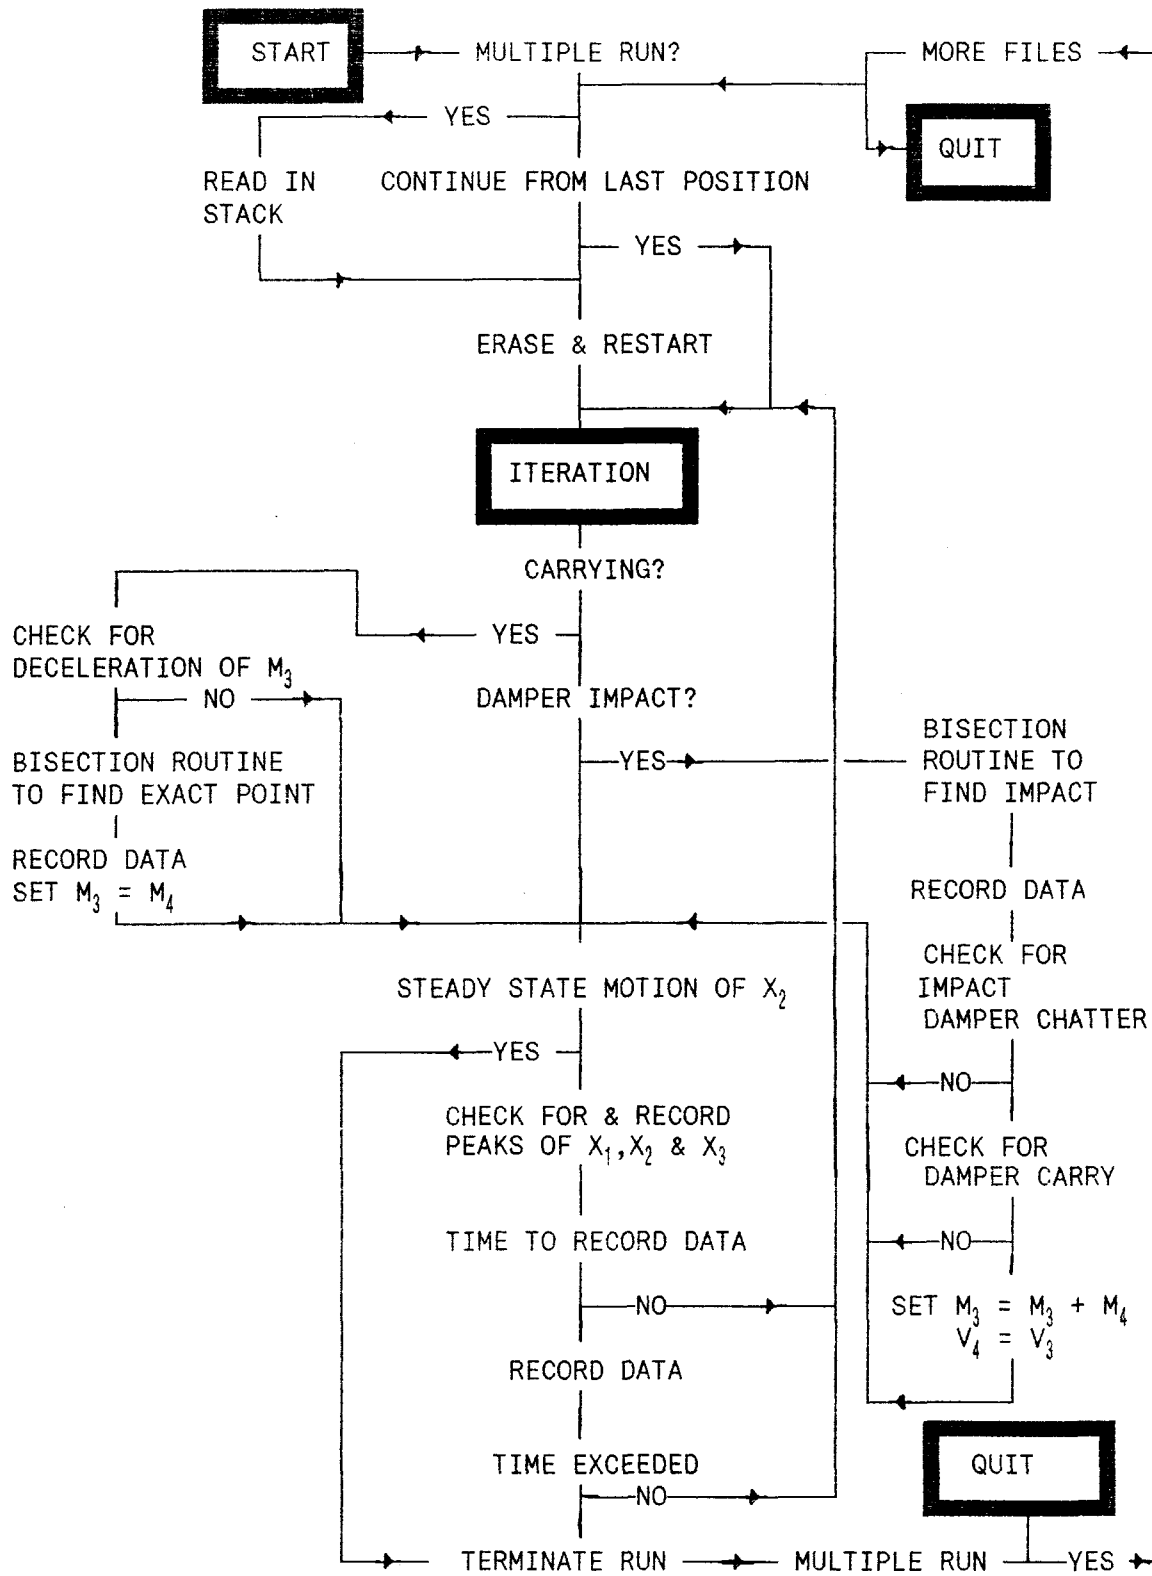 START
MULTIPLE RUN?
MORE FILES
YES
QUIT
READ IN
STACK
CONTINUE FROM LAST POSITION
YES
ERASE & RESTART
ITERATION
CARRYING?
YES
CHECK FOR
DECELERATION OF M₃
NO
DAMPER IMPACT?
BISECTION ROUTINE
TO FIND EXACT POINT
YES
BISECTION
ROUTINE TO
FIND IMPACT
RECORD DATA
SET M₃ = M₄
RECORD DATA
CHECK FOR
IMPACT
DAMPER CHATTER
STEADY STATE MOTION OF X₂
YES
NO
CHECK FOR & RECORD
PEAKS OF X₁,X₂ & X₃
CHECK FOR
DAMPER CARRY
TIME TO RECORD DATA
NO
NO
SET M₃ = M₃ + M₄
V₄ = V₃
RECORD DATA
TIME EXCEEDED
NO
QUIT
TERMINATE RUN
MULTIPLE RUN
YES